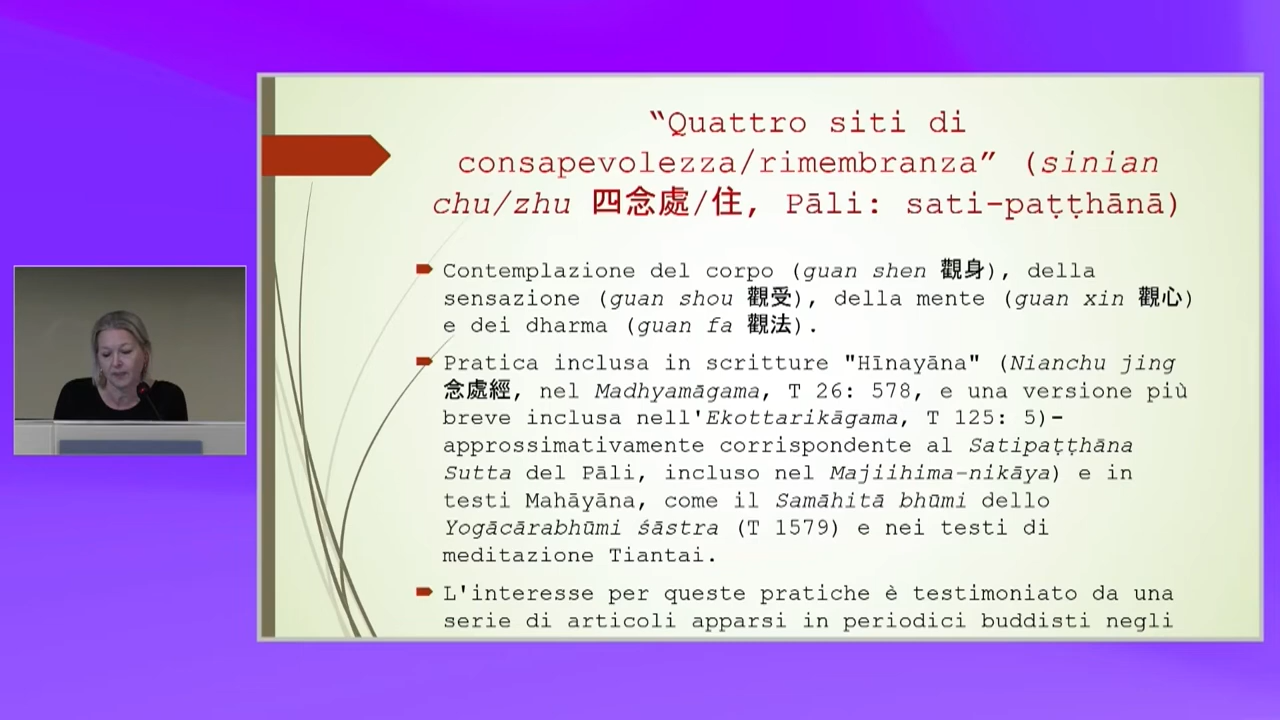 “Quattro siti di
consapevolezza/rimembranza” (sinian
chu/zhu 四念處/住, Pāli: sati-paṭṭhānā)
Contemplazione del corpo (guan shen 觀身), della
sensazione (guan shou 觀受), della mente (guan xin 觀心)
e dei dharma (guan fa 觀法).
Pratica inclusa in scritture "Hīnayāna" (Nianchu jing
念處經, nel Madhyamāgama, T 26: 578, e una versione più
breve inclusa nell'Ekottarikāgama, T 125: 5)-
approssimativamente corrispondente al Satipaṭṭhāna
Sutta del Pāli, incluso nel Majiihima-nikāya) e in
testi Mahāyāna, come il Samāhitā bhūmi dello
Yogācārabhūmi śāstra (T 1579) e nei testi di
meditazione Tiantai.
L'interesse per queste pratiche è testimoniato da una
serie di articoli apparsi in periodici buddisti negli